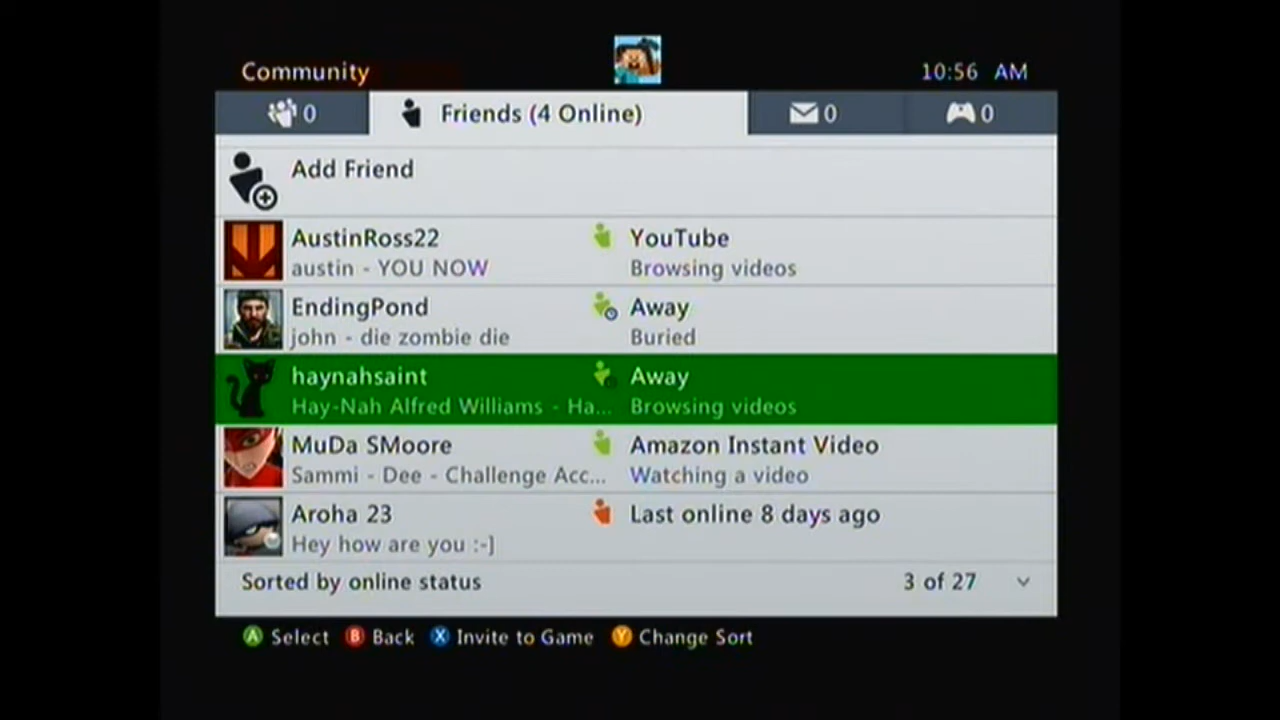 Community
10:56 AM
0
Friends (4 Online)
0
0
Add Friend
AustinRoss22
YouTube
austin - YOU NOW
Browsing videos
EndingPond
Away
john - die zombie die
Buried
haynahsaint
Away
Hay-Nah Alfred Williams - Ha...
Browsing videos
MuDa SMoore
Amazon Instant Video
Sammi - Dee - Challenge Acc...
Watching a video
Aroha 23
Last online 8 days ago
Hey how are you :-]
Sorted by online status
3 of 27
A Select B Back X Invite to Game Y Change Sort